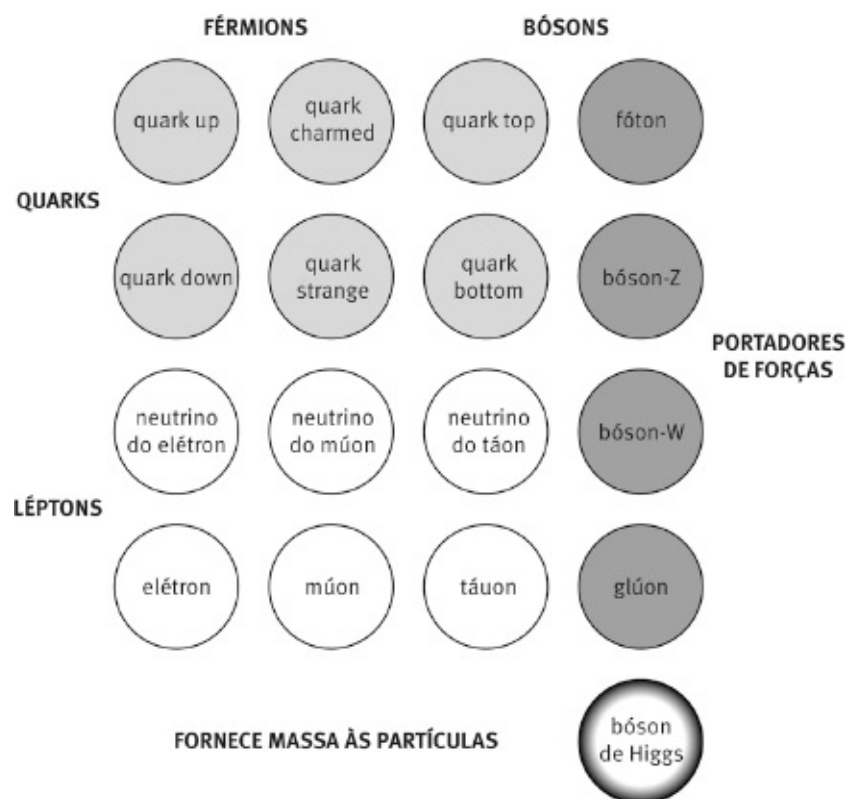 FÉRMIONS
BÓSONS
quark up
quark
charmed
quark top
fóton
QUARKS
quark down
quark
strange
quark
bottom
bóson-Z
PORTADORES
DE FORÇAS
neutrino
do elétron
neutrino
do múon
neutrino
do táon
bóson-W
LÉPTONS
elétron
múon
táuon
glúon
FORNECE MASSA ÀS PARTÍCULAS
bóson
de Higgs